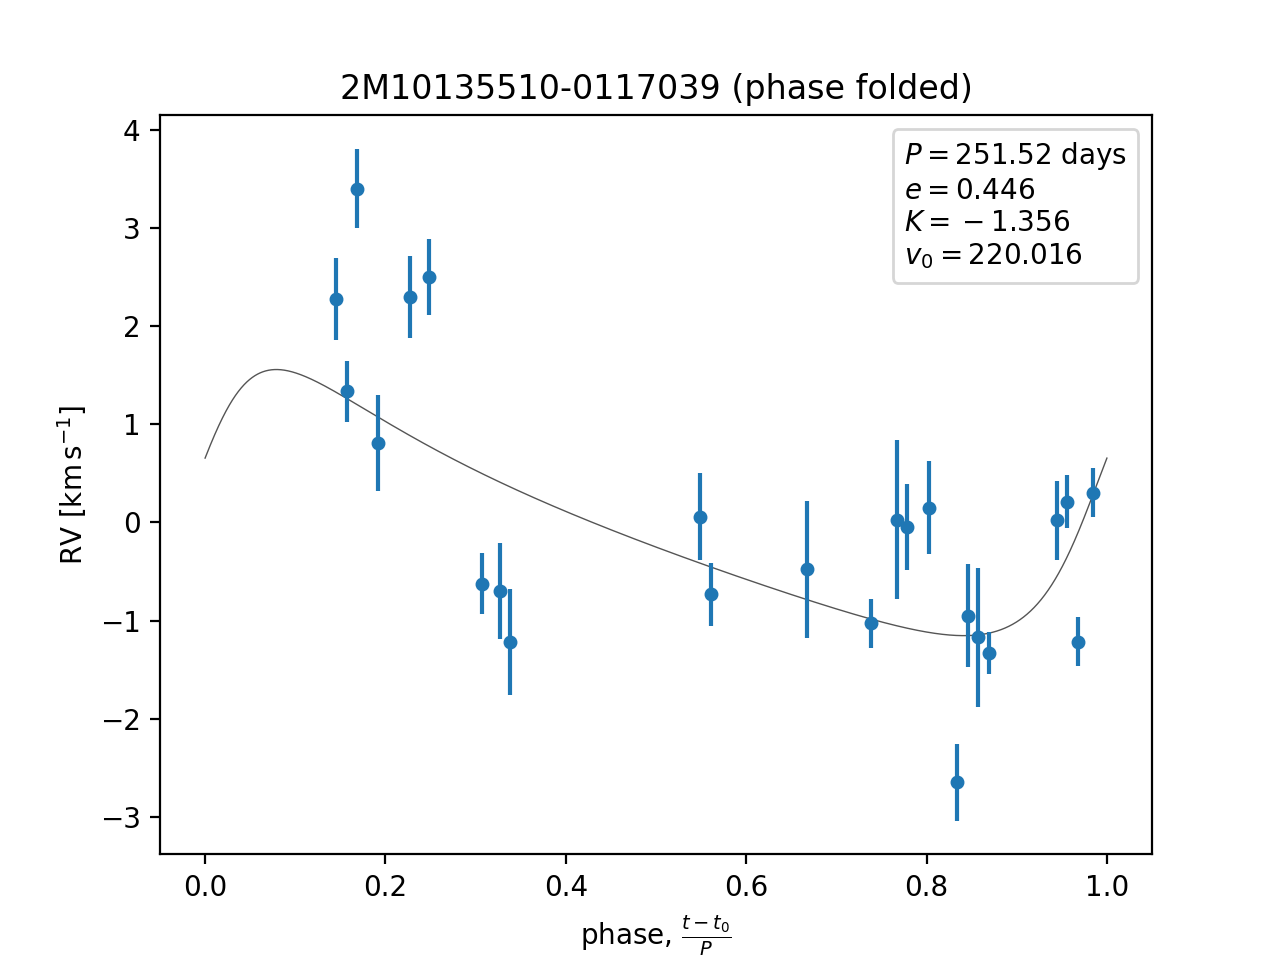 2M10135510-0117039 (phase folded)
P = 251.52 days
e = 0.446
K = −1.356
v₀ = 220.016
4
3
2
1
0
−1
−2
−3
RV [km s⁻¹]
0.0 0.2 0.4 0.6 0.8 1.0
phase, (t − t₀)/P